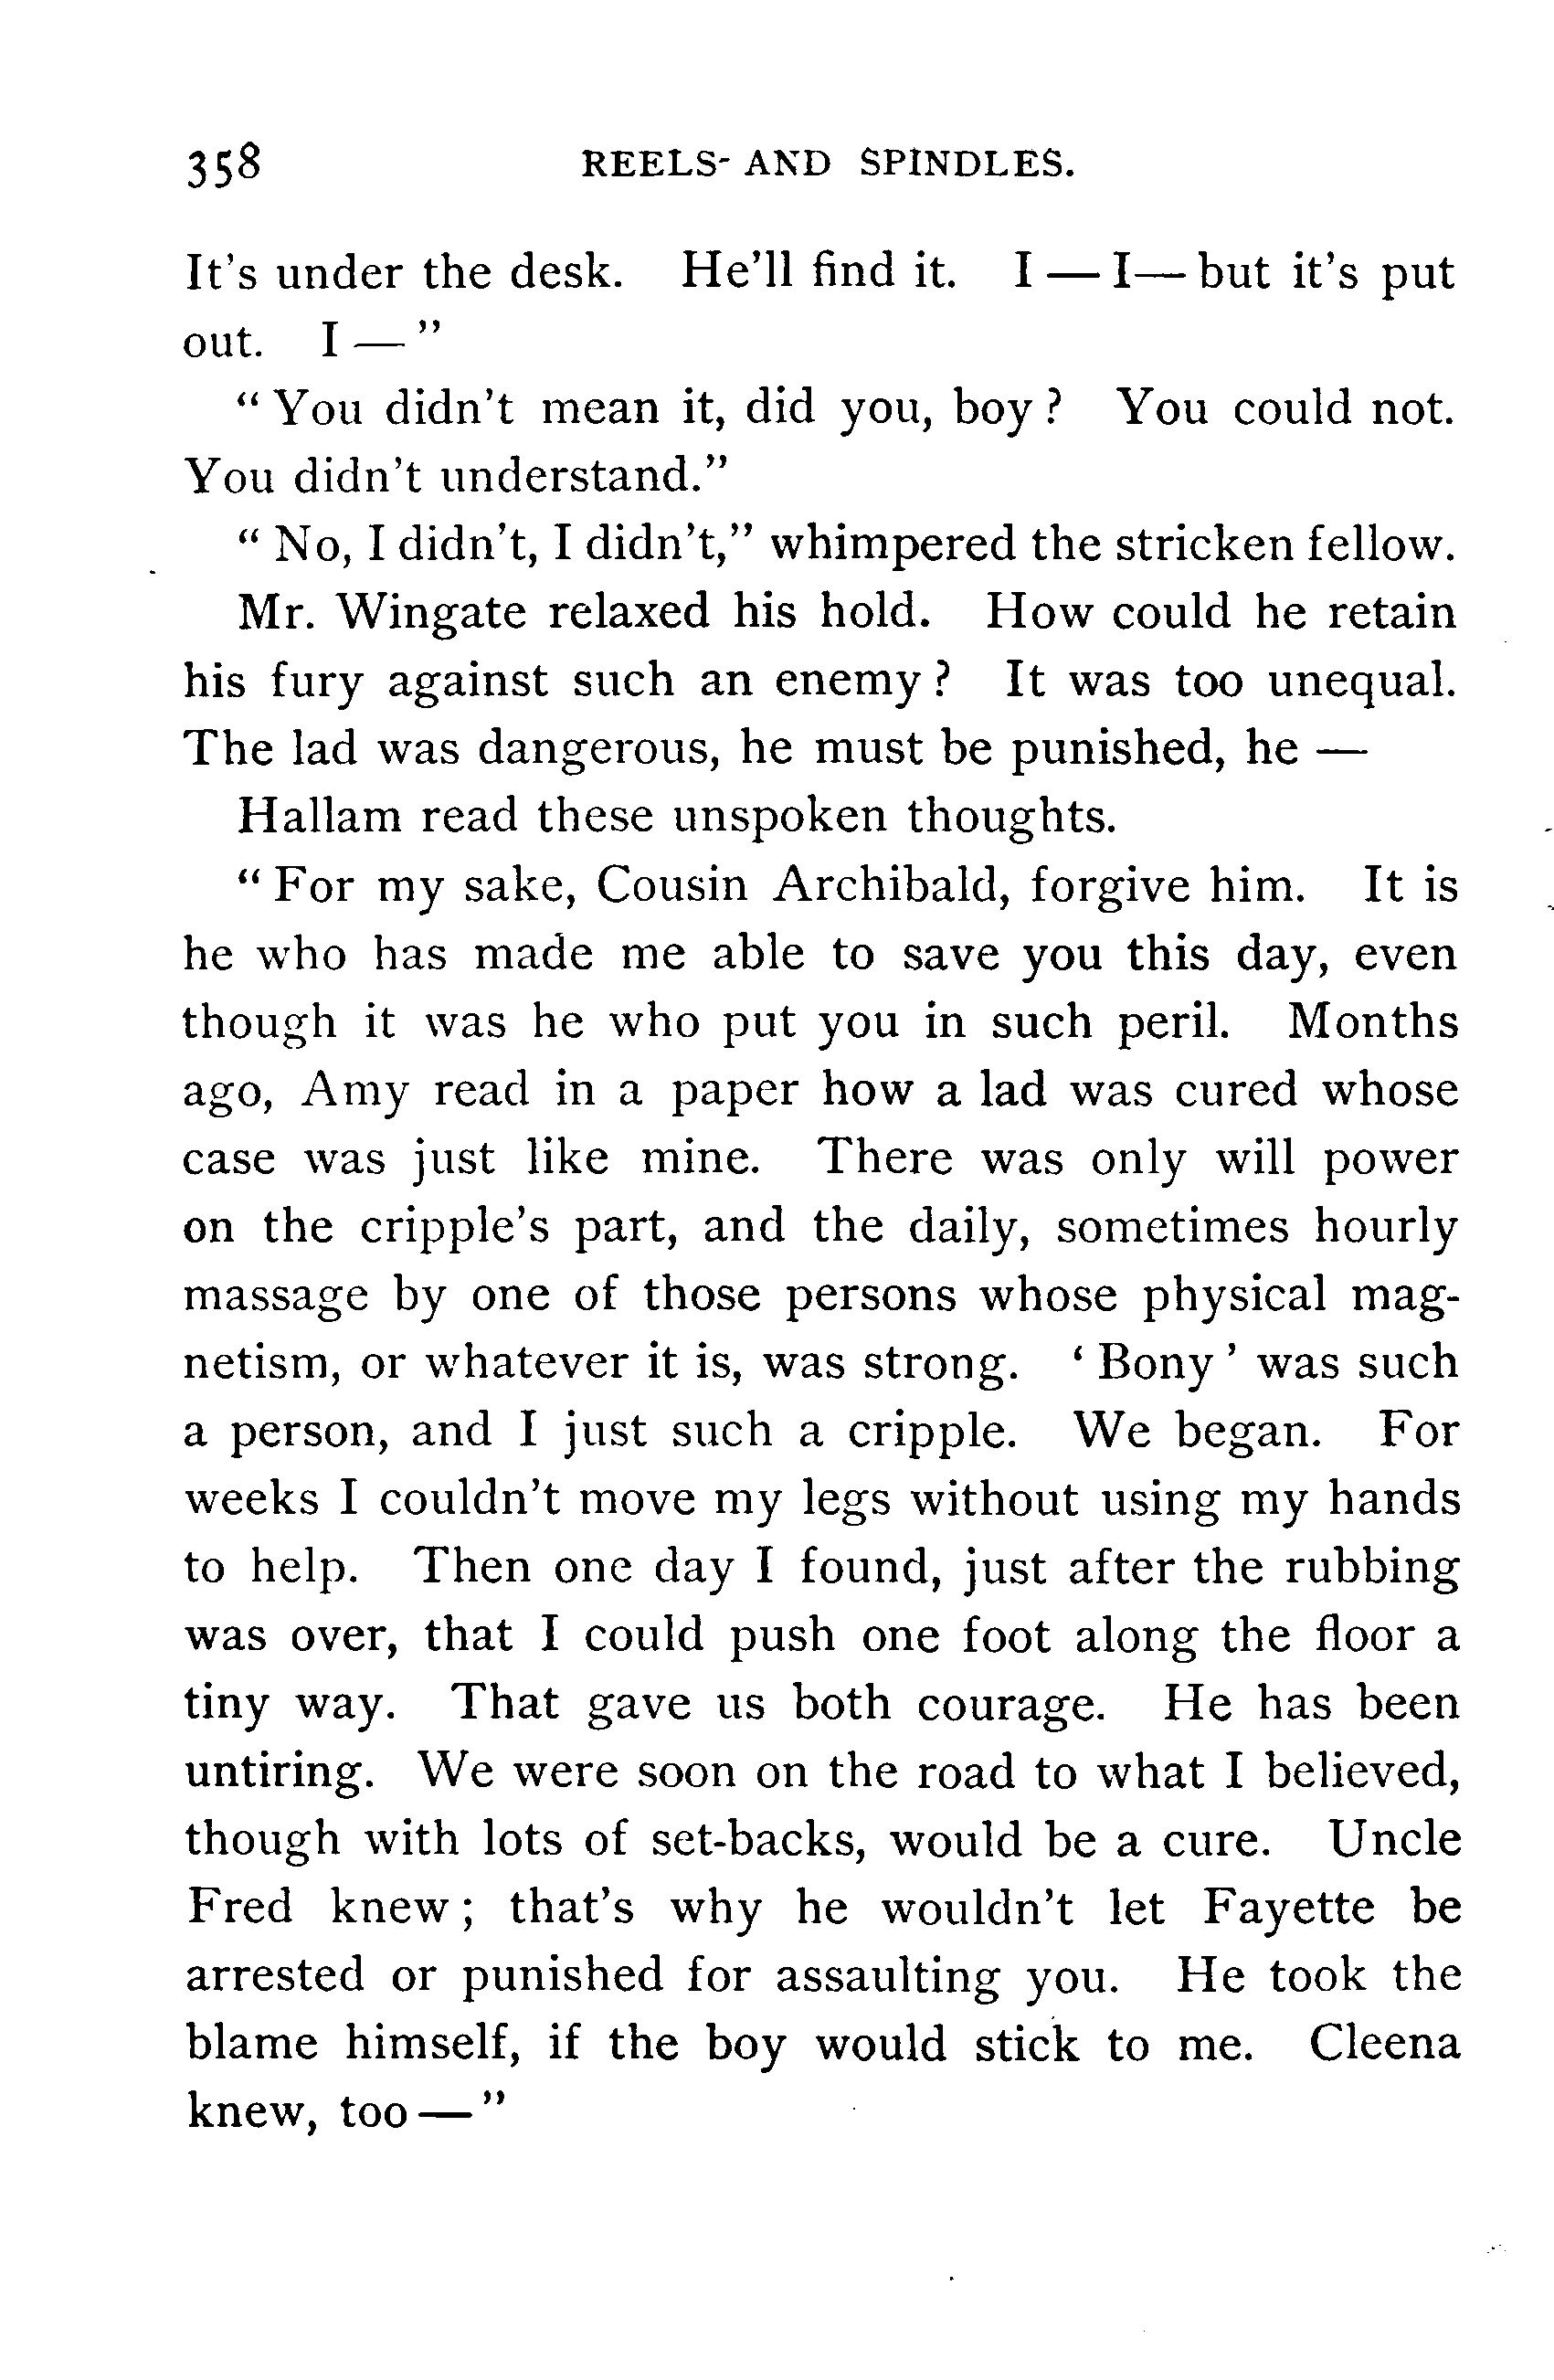 358 REELS- AND SPINDLES.
It's under the desk. He'll find it. I — I— but it's put
out. I — ”
“ You didn't mean it, did you, boy ? You could not.
You didn't understand.”
“ No, I didn't, I didn't,” whimpered the stricken fellow.
Mr. Wingate relaxed his hold. How could he retain
his fury against such an enemy ? It was too unequal.
The lad was dangerous, he must be punished, he —
Hallam read these unspoken thoughts.
“ For my sake, Cousin Archibald, forgive him. It is
he who has made me able to save you this day, even
though it was he who put you in such peril. Months
ago, Amy read in a paper how a lad was cured whose
case was just like mine. There was only will power
on the cripple's part, and the daily, sometimes hourly
massage by one of those persons whose physical mag-
netism, or whatever it is, was strong. ‘ Bony ’ was such
a person, and I just such a cripple. We began. For
weeks I couldn't move my legs without using my hands
to help. Then one day I found, just after the rubbing
was over, that I could push one foot along the floor a
tiny way. That gave us both courage. He has been
untiring. We were soon on the road to what I believed,
though with lots of set-backs, would be a cure. Uncle
Fred knew ; that's why he wouldn't let Fayette be
arrested or punished for assaulting you. He took the
blame himself, if the boy would stick to me. Cleena
knew, too — ”